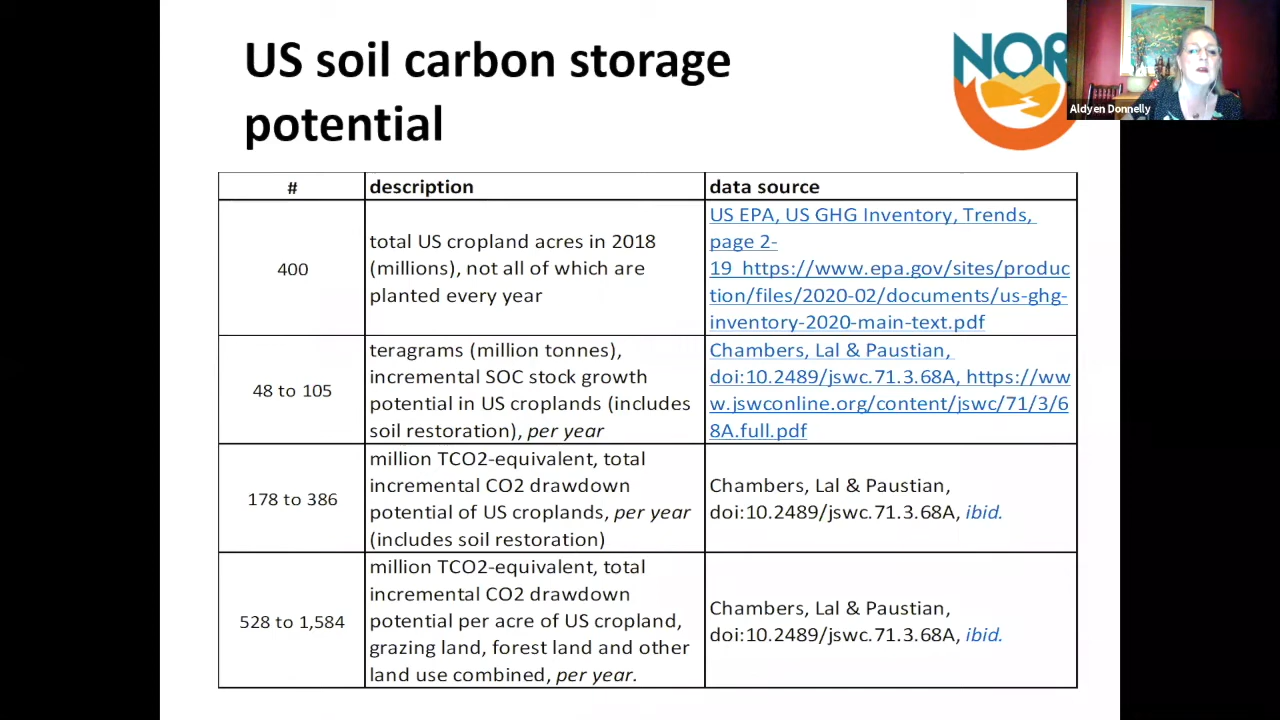 US soil carbon storage
potential
NOR
Aldyen Donnelly
# description data source
400
total US cropland acres in 2018
(millions), not all of which are
planted every year
US EPA, US GHG Inventory, Trends,
page 2-
19 https://www.epa.gov/sites/produc
tion/files/2020-02/documents/us-ghg-
inventory-2020-main-text.pdf
48 to 105
teragrams (million tonnes),
incremental SOC stock growth
potential in US croplands (includes
soil restoration), per year
Chambers, Lal & Paustian,
doi:10.2489/jswc.71.3.68A, https://ww
w.jswconline.org/content/jswc/71/3/6
8A.full.pdf
178 to 386
million TCO2-equivalent, total
incremental CO2 drawdown
potential of US croplands, per year
(includes soil restoration)
Chambers, Lal & Paustian,
doi:10.2489/jswc.71.3.68A, ibid.
528 to 1,584
million TCO2-equivalent, total
incremental CO2 drawdown
potential per acre of US cropland,
grazing land, forest land and other
land use combined, per year.
Chambers, Lal & Paustian,
doi:10.2489/jswc.71.3.68A, ibid.